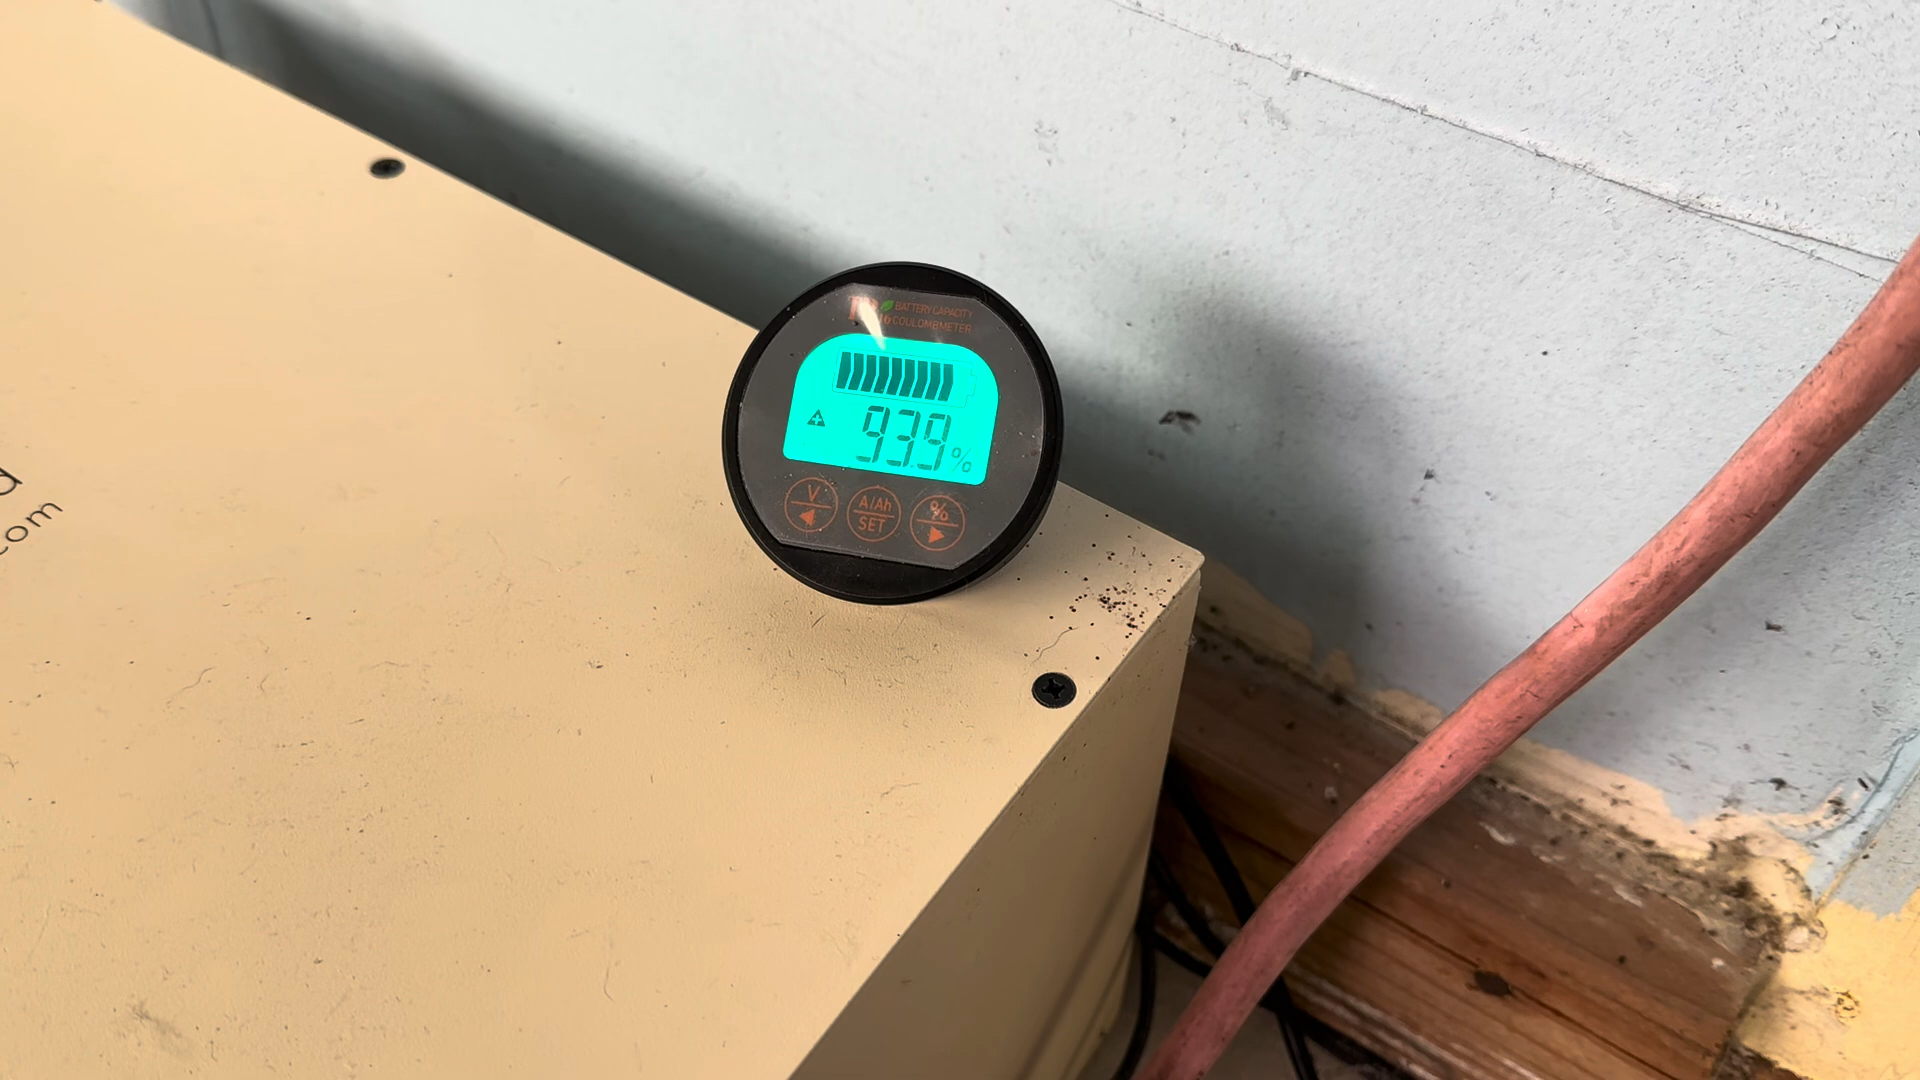 BATTERY CAPACITY
COULOMBMETER
93.9%
V
A/Ah
SET
%
com